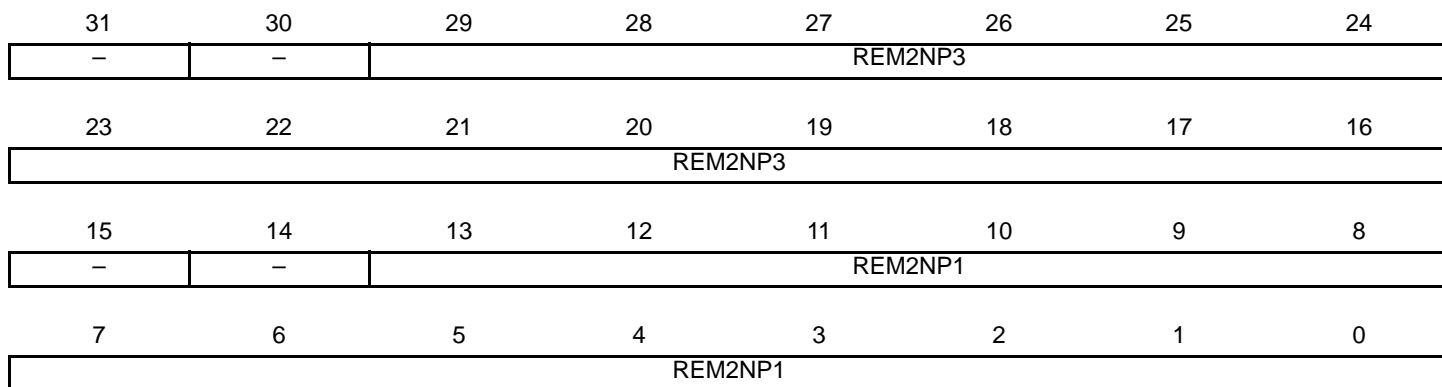 31 30 29 28 27 26 25 24
– – REM2NP3
23 22 21 20 19 18 17 16
REM2NP3
15 14 13 12 11 10 9 8
– – REM2NP1
7 6 5 4 3 2 1 0
REM2NP1